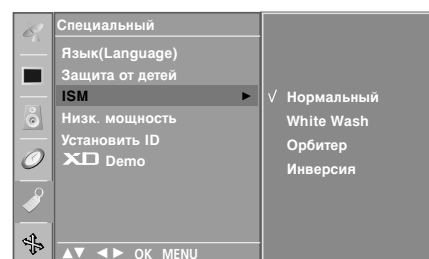 Специальный
Язык(Language)
Защита от детей
ISM ►
Низк. мощность
Установить ID
XD Demo
√ Нормальный
White Wash
Орбитер
Инверсия
▲▼ ◄► OK MENU